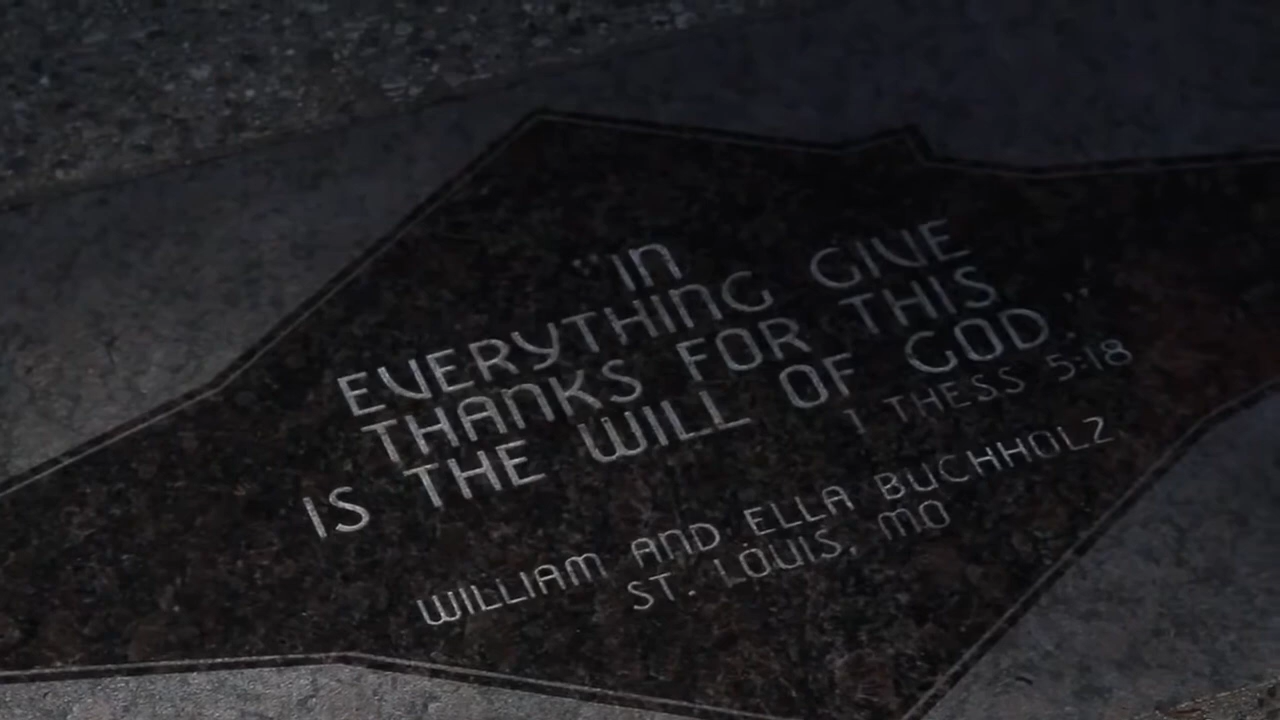 "IN
EVERYTHING GIVE
THANKS FOR THIS
IS THE WILL OF GOD."
1 THESS 5:18
WILLIAM AND ELLA BUCHHOLZ
ST. LOUIS, MO